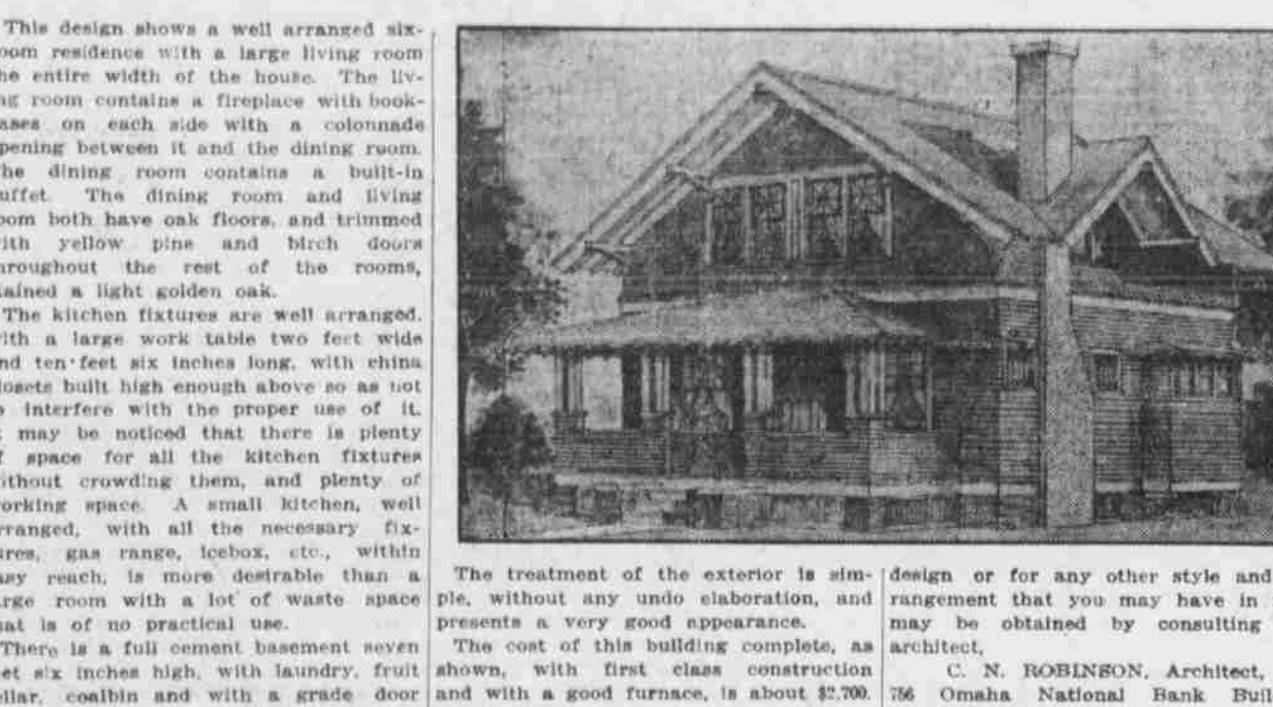 This design shows a well arranged six-
oom residence with a large living room
he entire width of the house. The liv-
ng room contains a fireplace with book-
ases on each side with a colonnade
pening between it and the dining room.
he dining room contains a built-in
uffet. The dining room and living
oom both have oak floors, and trimmed
ith yellow pine and birch doors
hroughout the rest of the rooms,
tained a light golden oak.
The kitchen fixtures are well arranged,
ith a large work table two feet wide
nd ten feet six inches long, with china
losets built high enough above so as not
o interfere with the proper use of it.
t may be noticed that there is plenty
f space for all the kitchen fixtures
ithout crowding them, and plenty of
orking space. A small kitchen, well
rranged, with all the necessary fix-
ures, gas range, icebox, etc., within
asy reach, is more desirable than a
arge room with a lot of waste space
hat is of no practical use.
There is a full cement basement seven
eet six inches high, with laundry, fruit
ellar, coalbin and with a grade door
The treatment of the exterior is sim-
ple, without any undo elaboration, and
presents a very good appearance.
The cost of this building complete, as
shown, with first class construction
and with a good furnace, is about $2,700.
design or for any other style and
rangement that you may have in
may be obtained by consulting
architect,
C. N. ROBINSON, Architect,
756 Omaha National Bank Buil